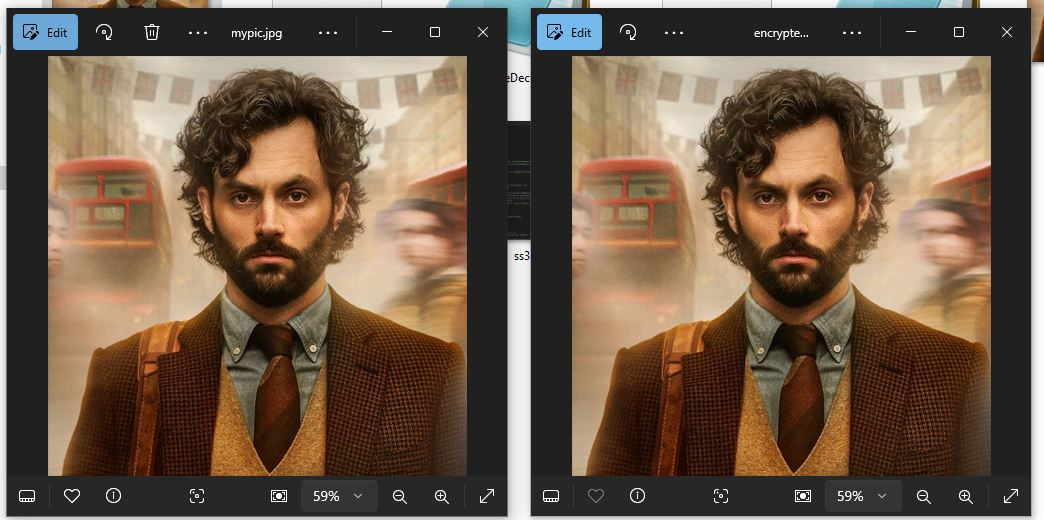 Edit
mypic.jpg
Edit
encrypte...
eDec
ss3
59%
59%